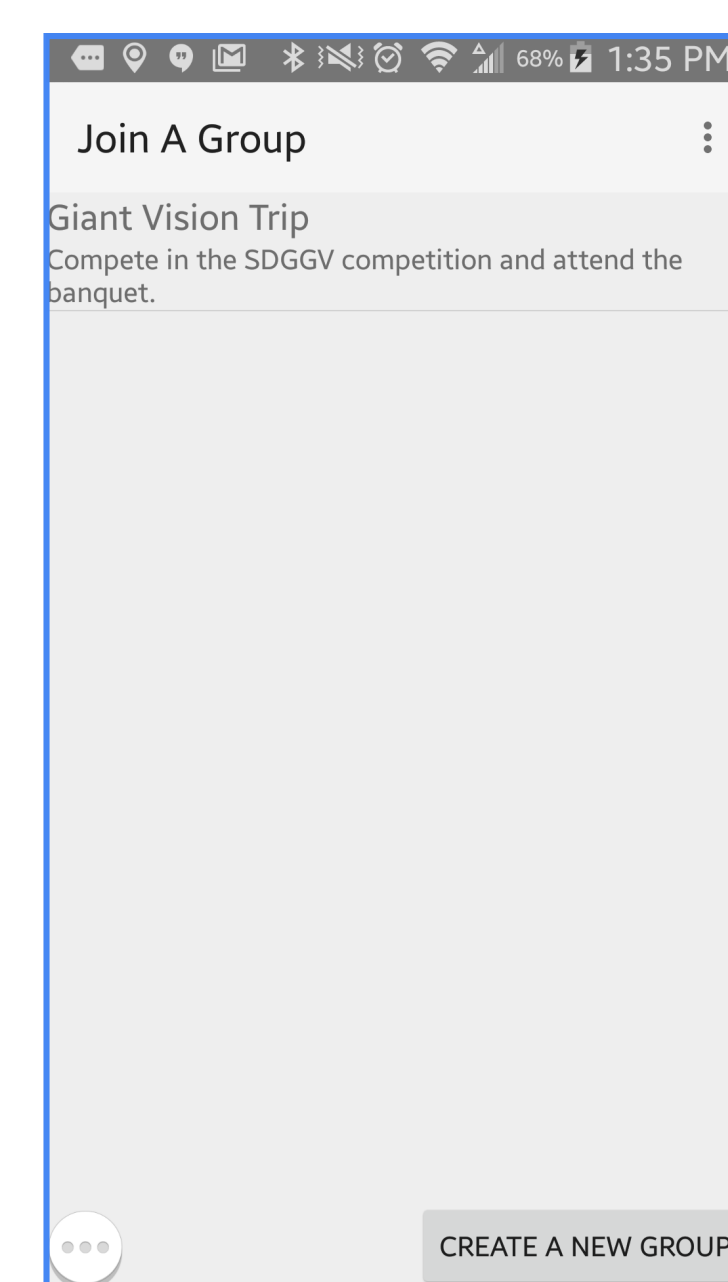 68% 1:35 PM
Join A Group
Giant Vision Trip
Compete in the SDGGV competition and attend the
banquet.
CREATE A NEW GROUP